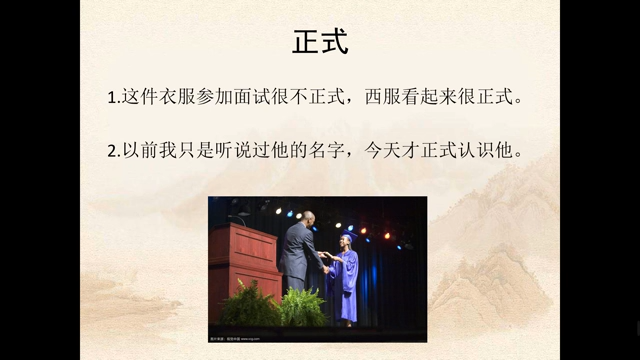 正式
1.这件衣服参加面试很不正式，西服看起来很正式。
2.以前我只是听说过他的名字，今天才正式认识他。